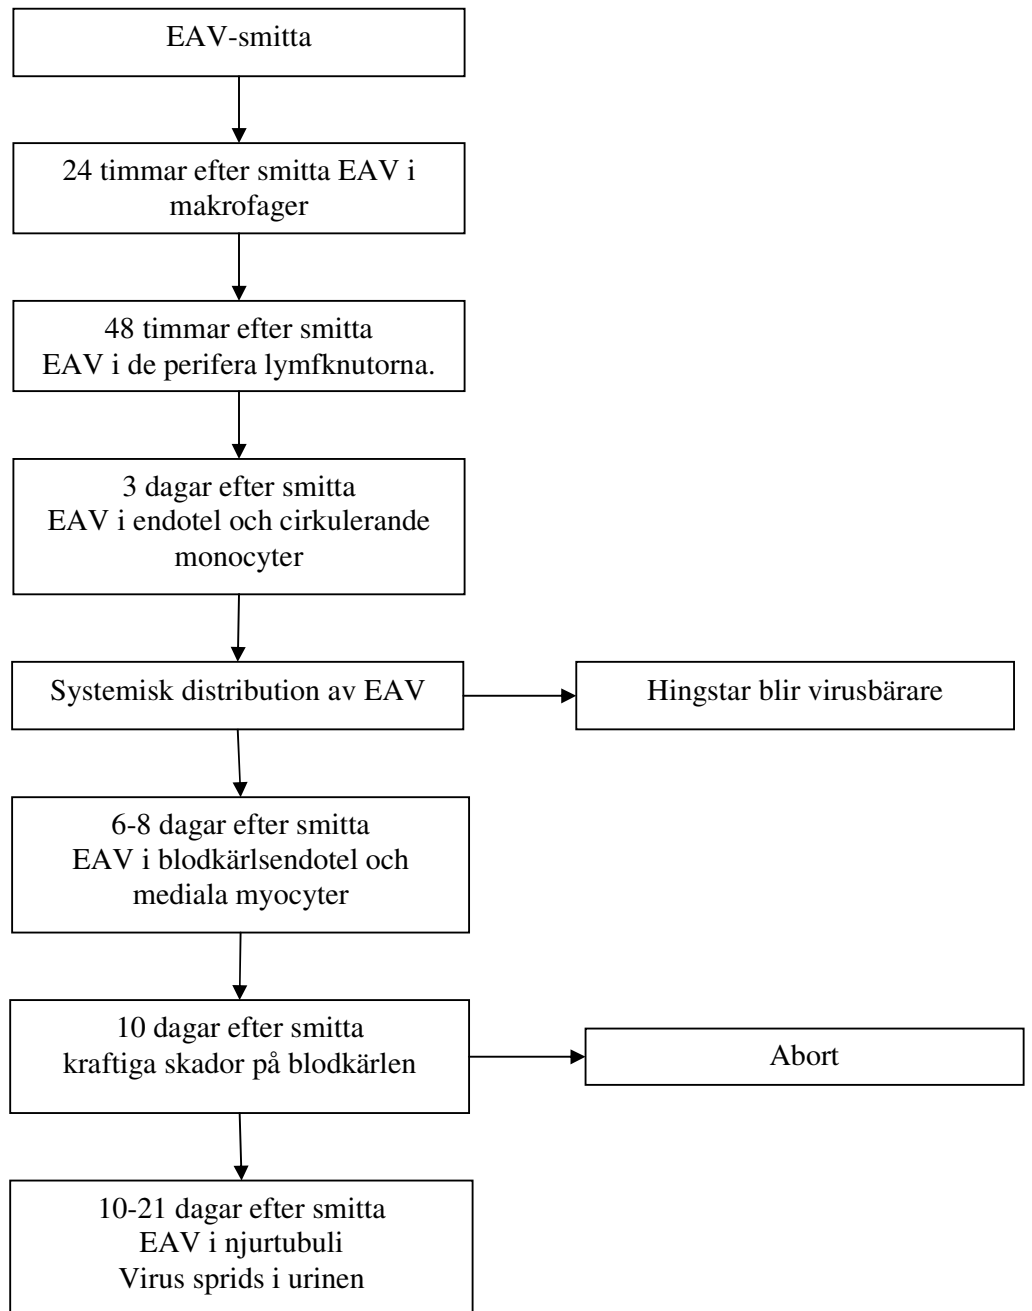 EAV-smitta
24 timmar efter smitta EAV i
makrofager
48 timmar efter smitta
EAV i de perifera lymfknutorna.
3 dagar efter smitta
EAV i endotel och cirkulerande
monocyter
Systemisk distribution av EAV
Hingstar blir virusbärare
6-8 dagar efter smitta
EAV i blodkärlsendotel och
mediala myocyter
10 dagar efter smitta
kraftiga skador på blodkärlen
Abort
10-21 dagar efter smitta
EAV i njurtubuli
Virus sprids i urinen